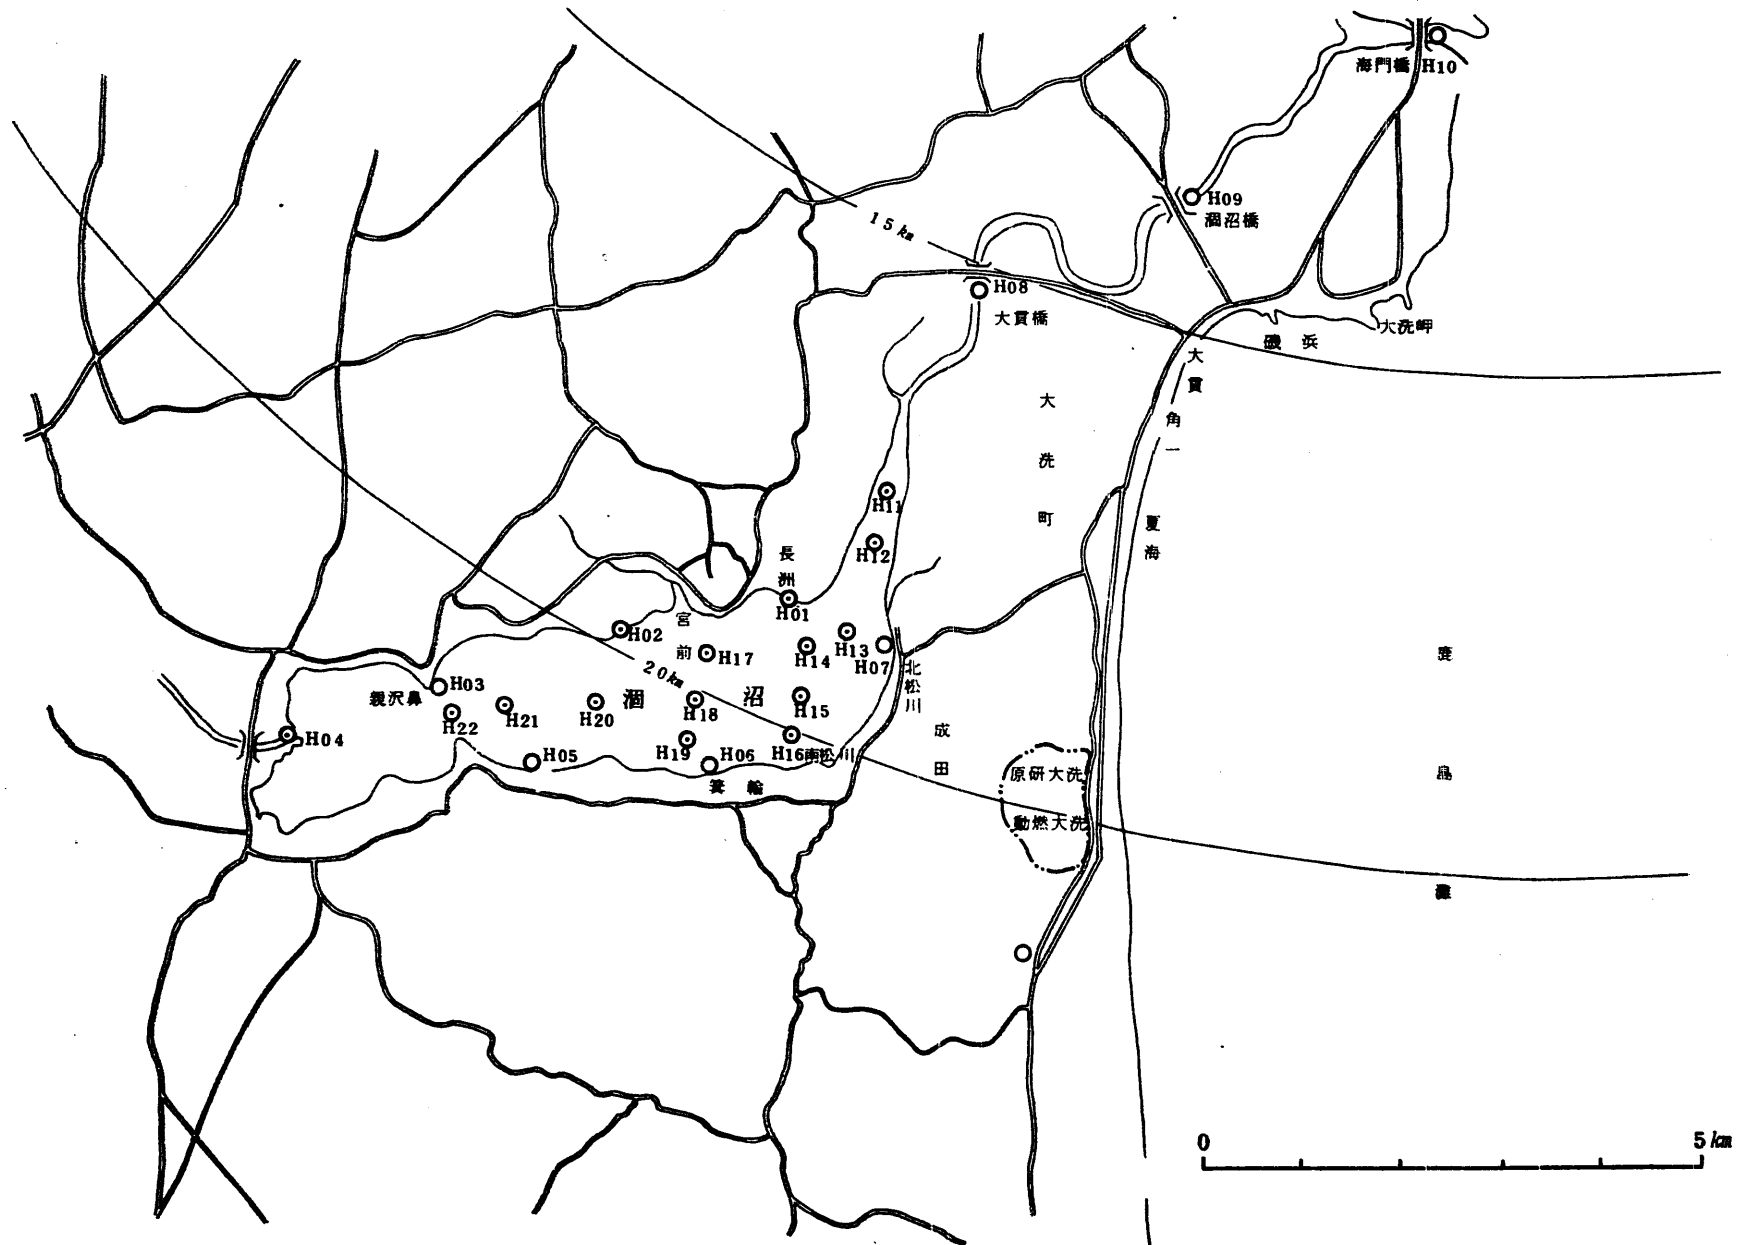 海門橋
H10
H09
涸沼橋
15km
H08
大貫橋
大洗岬
磯浜
大貫
角一
大洗町
夏海
H11
H12
長洲
H01
H02
宮前
H17
H14
H13
H07
北松川
20km
H03
親沢鼻
涸沼
H22
H21
H20
H18
H15
H04
H05
H19
H06
H16
南松川
箕輪
成田
原研大洗
動燃大洗
鹿島灘
0
5km